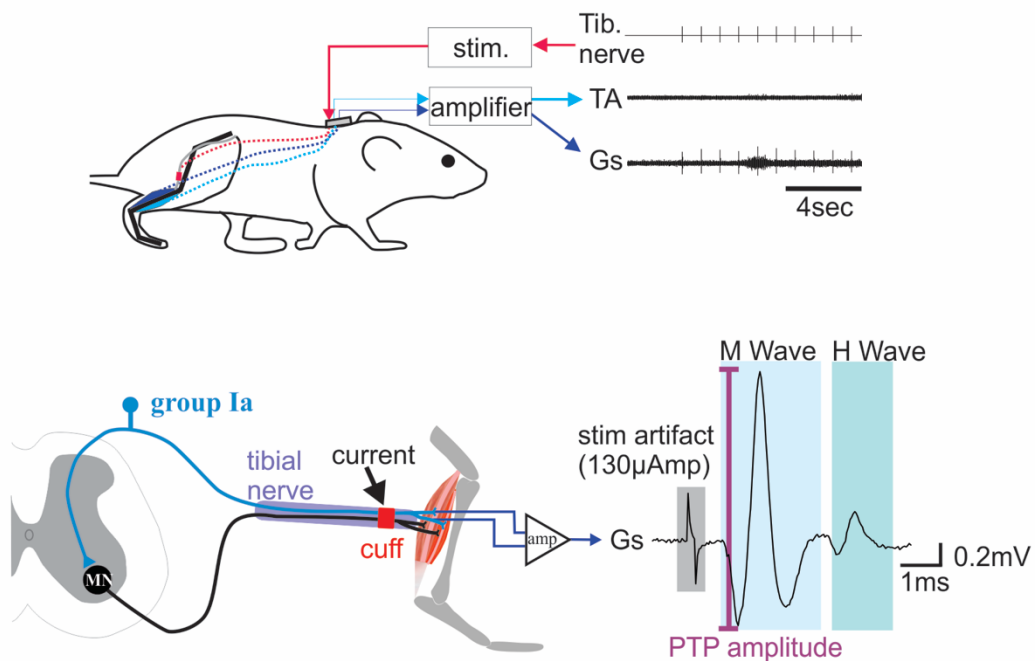 Tib.
nerve
stim.
TA
amplifier
Gs
4sec
M Wave
H Wave
group Ia
stim artifact
(130µAmp)
current
tibial
nerve
cuff
amp
Gs
MN
0.2mV
1ms
PTP amplitude